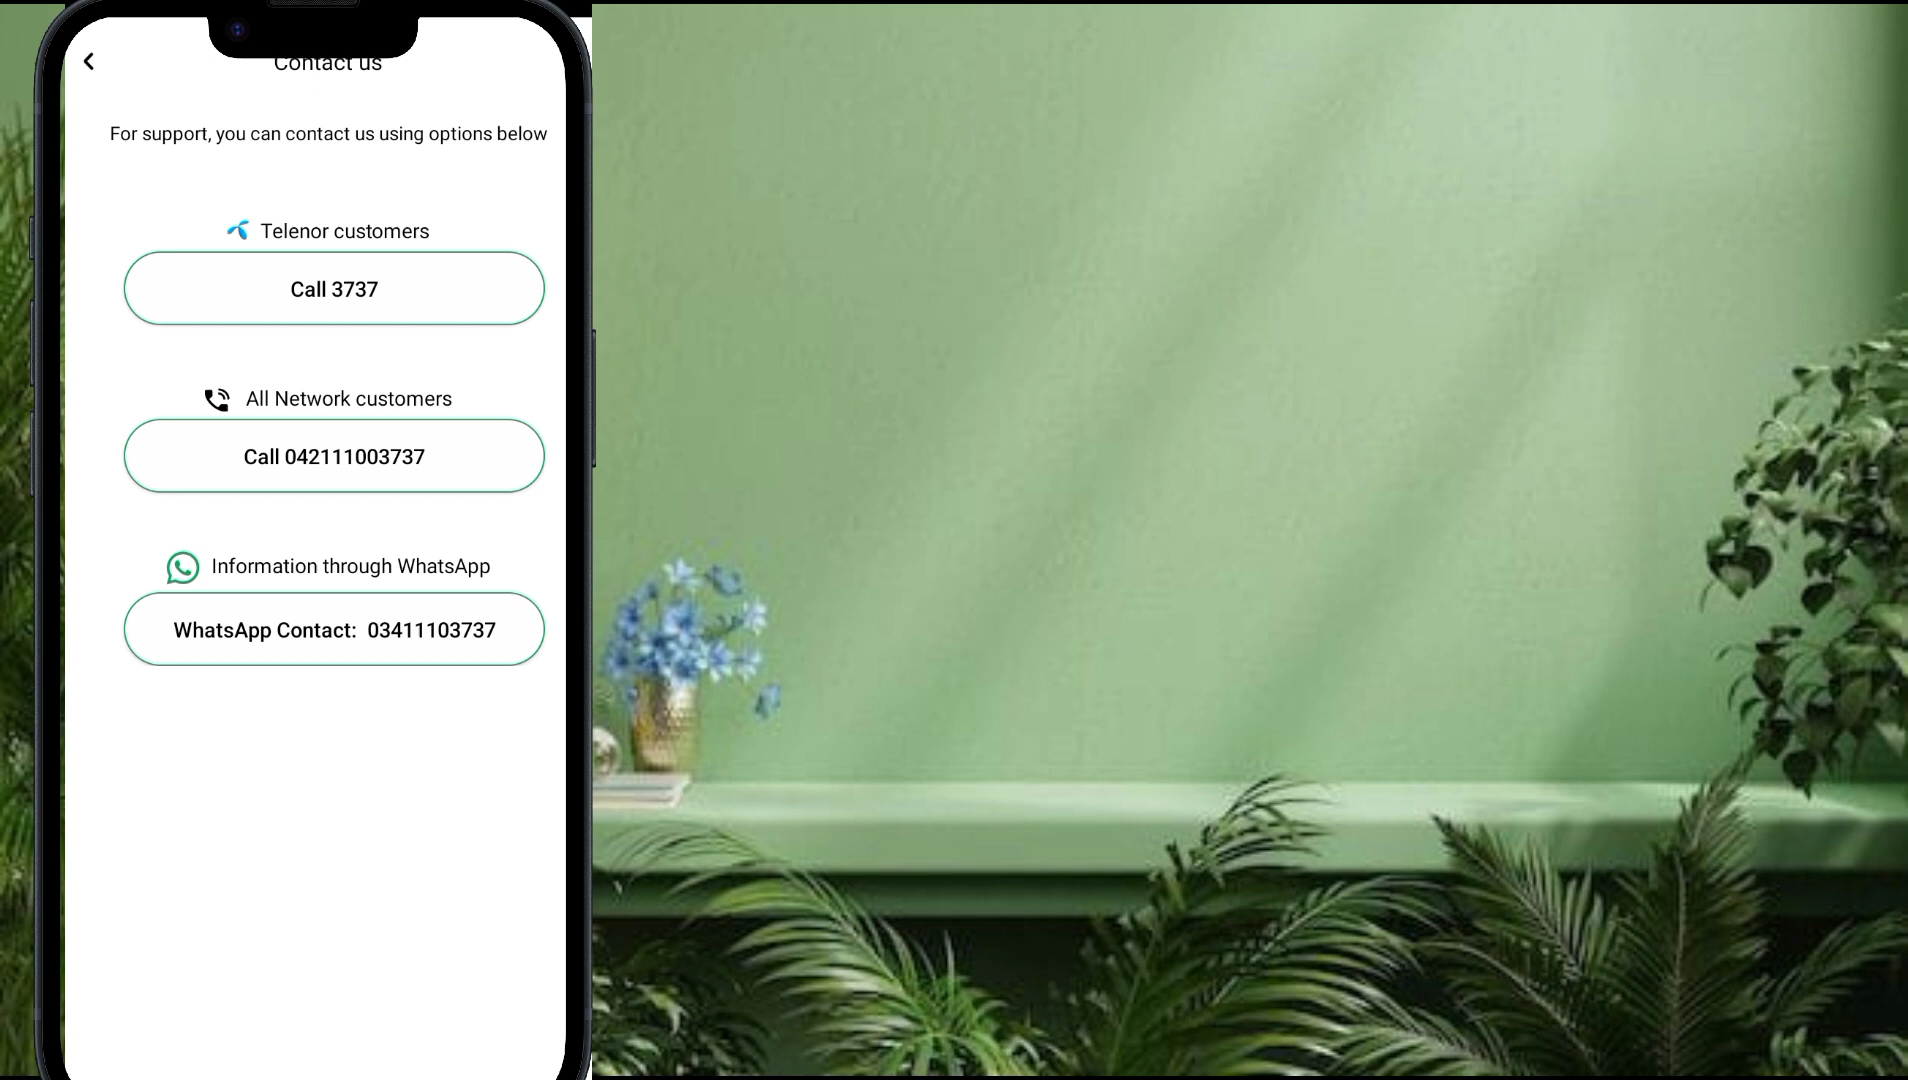 Contact us
For support, you can contact us using options below
Telenor customers
Call 3737
All Network customers
Call 042111003737
Information through WhatsApp
WhatsApp Contact: 03411103737